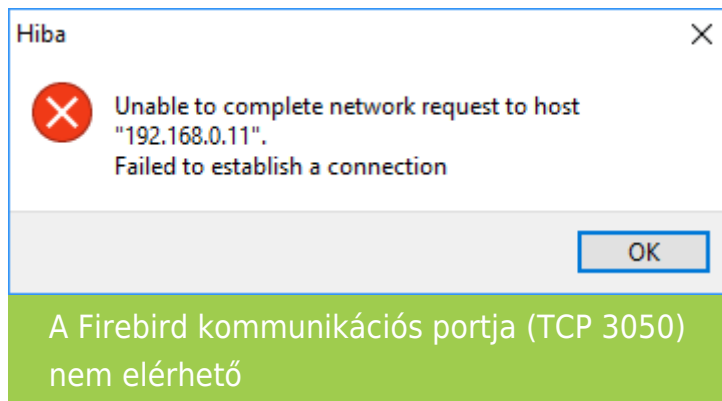 Hiba
Unable to complete network request to host
"192.168.0.11".
Failed to establish a connection
OK
A Firebird kommunikációs portja (TCP 3050)
nem elérhető